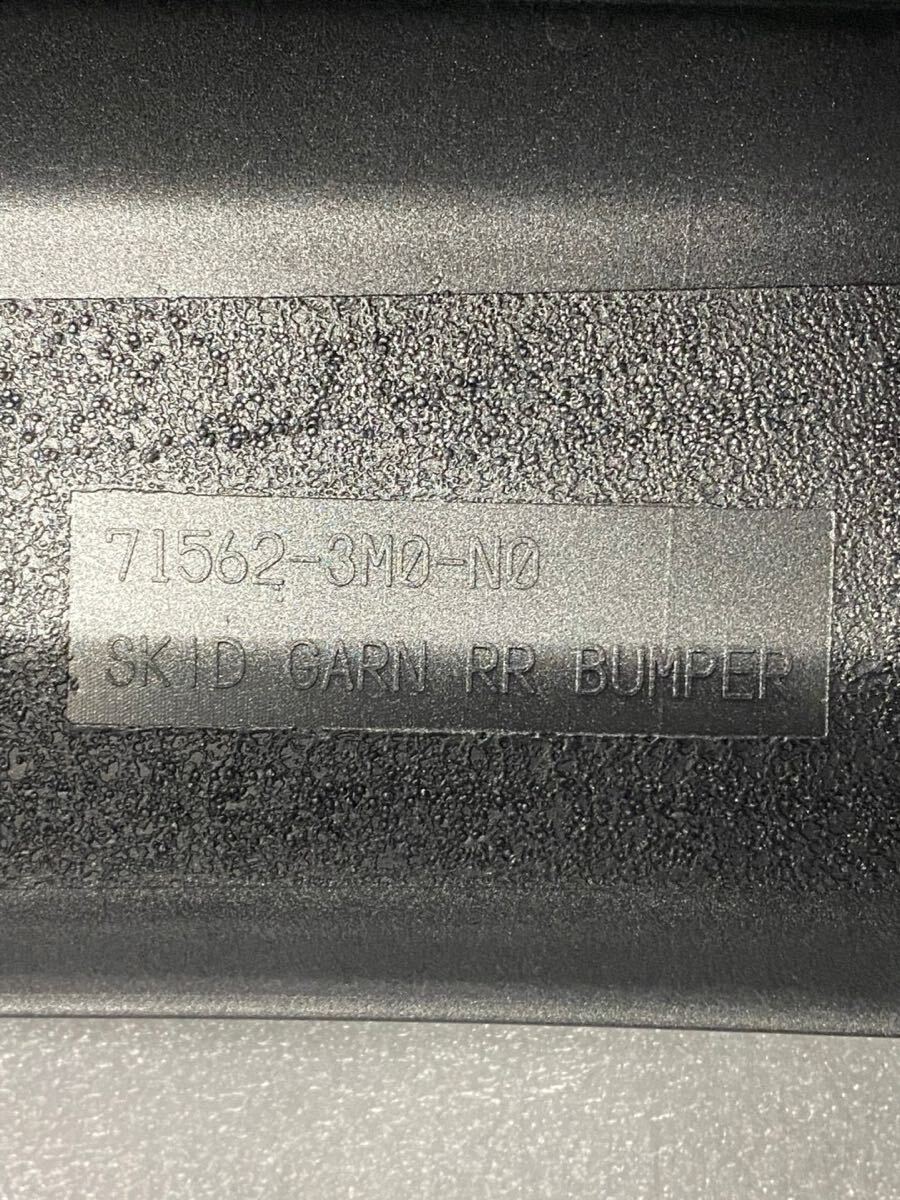 71562-3M0-N0
SKID GARN RR BUMPER